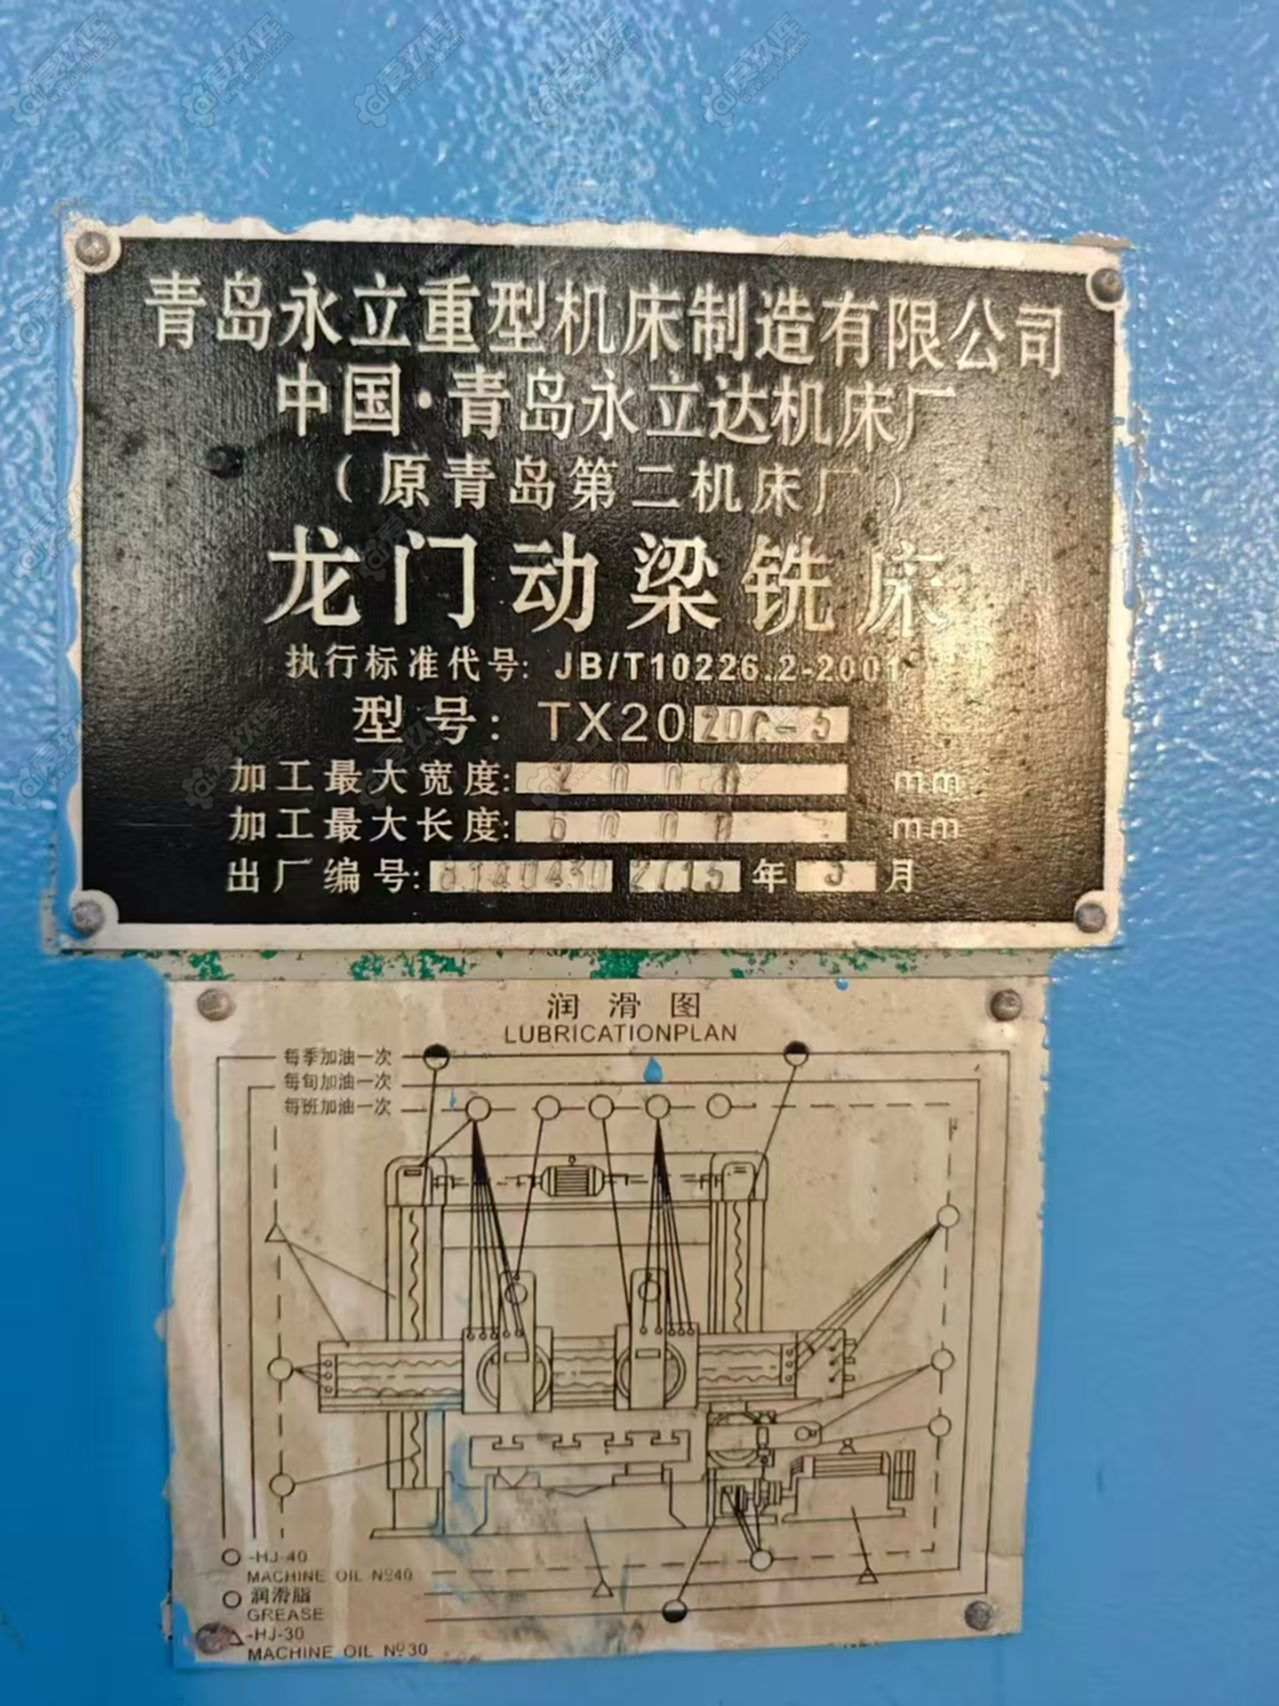 青岛永立重型机床制造有限公司
中国·青岛永立达机床厂
（原青岛第二机床厂）
龙门动梁铣床
执行标准代号: JB/T10226.2-2001
型号: TX20
加工最大宽度: 2000 mm
加工最大长度: 6000 mm
出厂编号: 年 3 月
润滑图
LUBRICATIONPLAN
每季加油一次
每旬加油一次
每班加油一次
-HJ-40
MACHINE OIL №40
润滑脂
GREASE
-HJ-30
MACHINE OIL №30